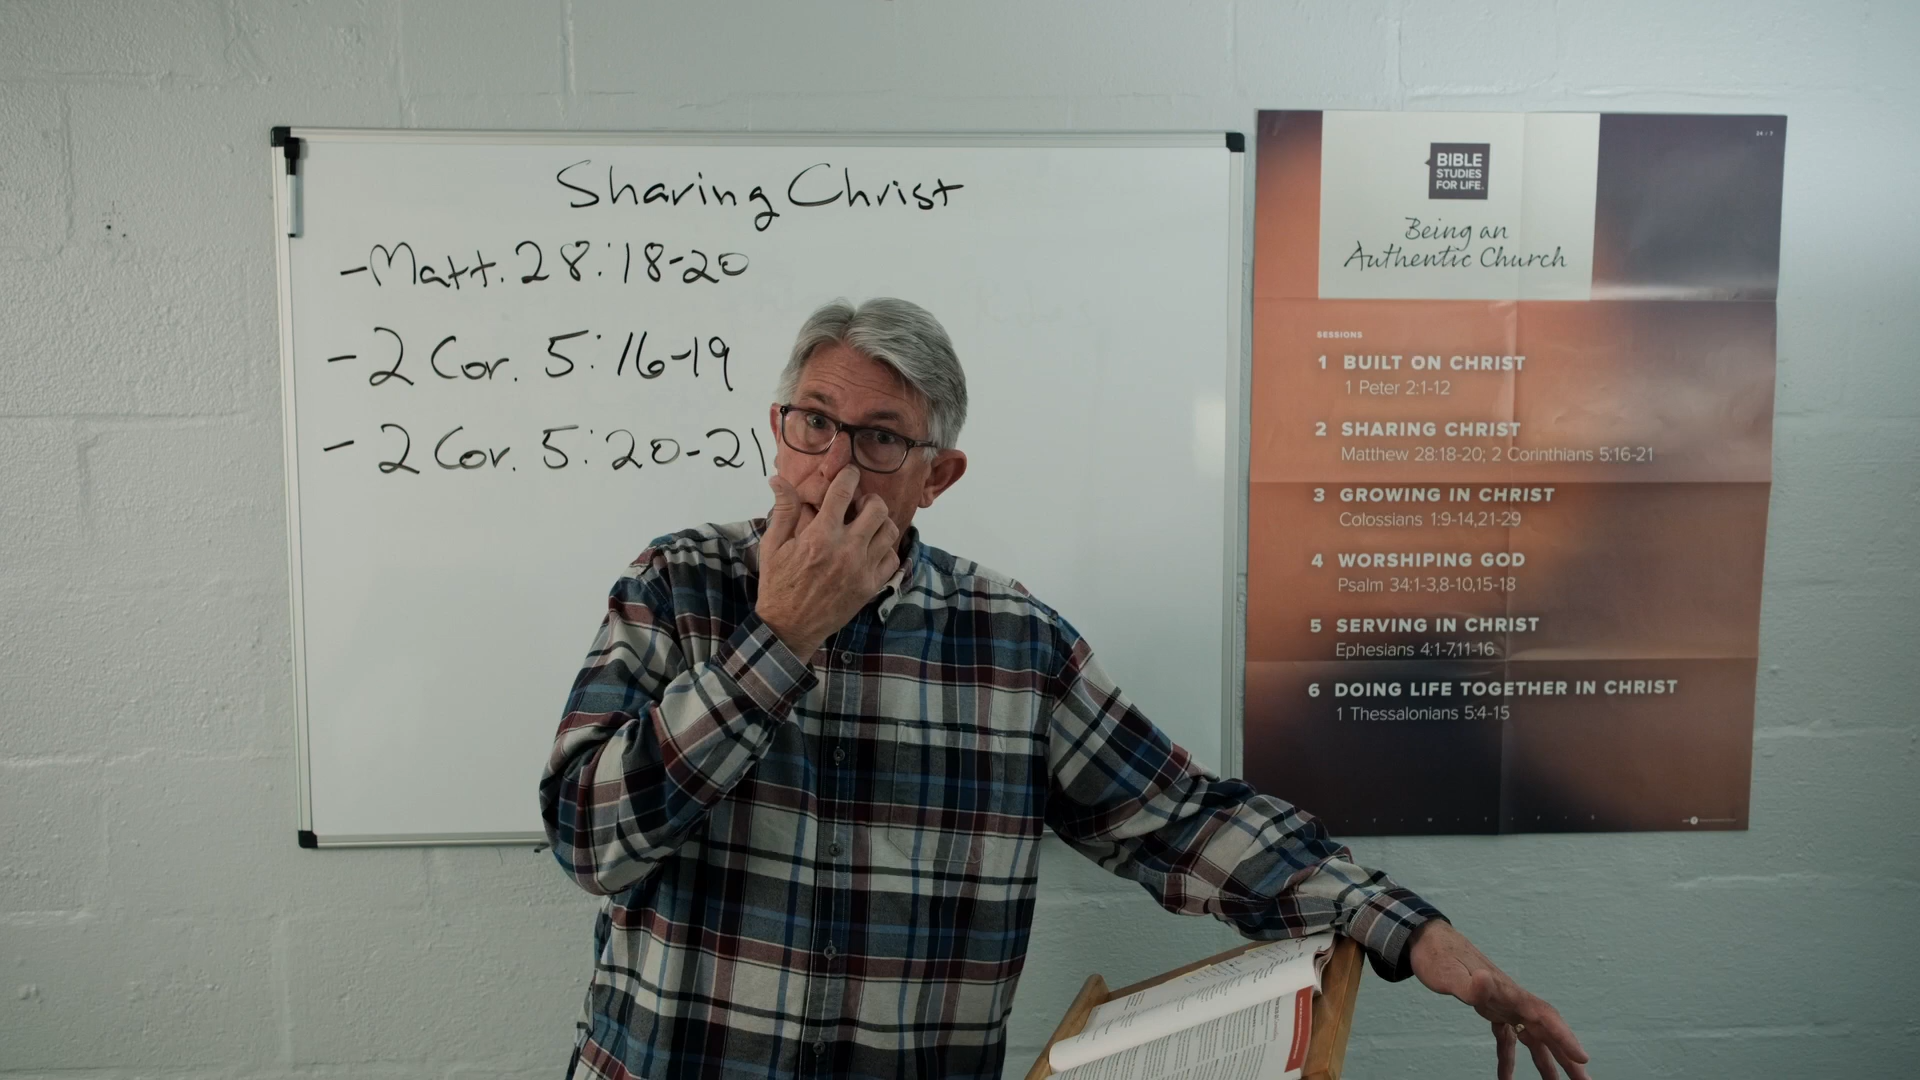 Sharing Christ
-Matt. 28:18-20
-2 Cor. 5:16-19
-2 Cor. 5:20-21
BIBLE
STUDIES
FOR LIFE.
Being an
Authentic Church
SESSIONS
1 BUILT ON CHRIST
1 Peter 2:1-12
2 SHARING CHRIST
Matthew 28:18-20; 2 Corinthians 5:16-21
3 GROWING IN CHRIST
Colossians 1:9-14,21-29
4 WORSHIPING GOD
Psalm 34:1-3,8-10,15-18
5 SERVING IN CHRIST
Ephesians 4:1-7,11-16
6 DOING LIFE TOGETHER IN CHRIST
1 Thessalonians 5:4-15